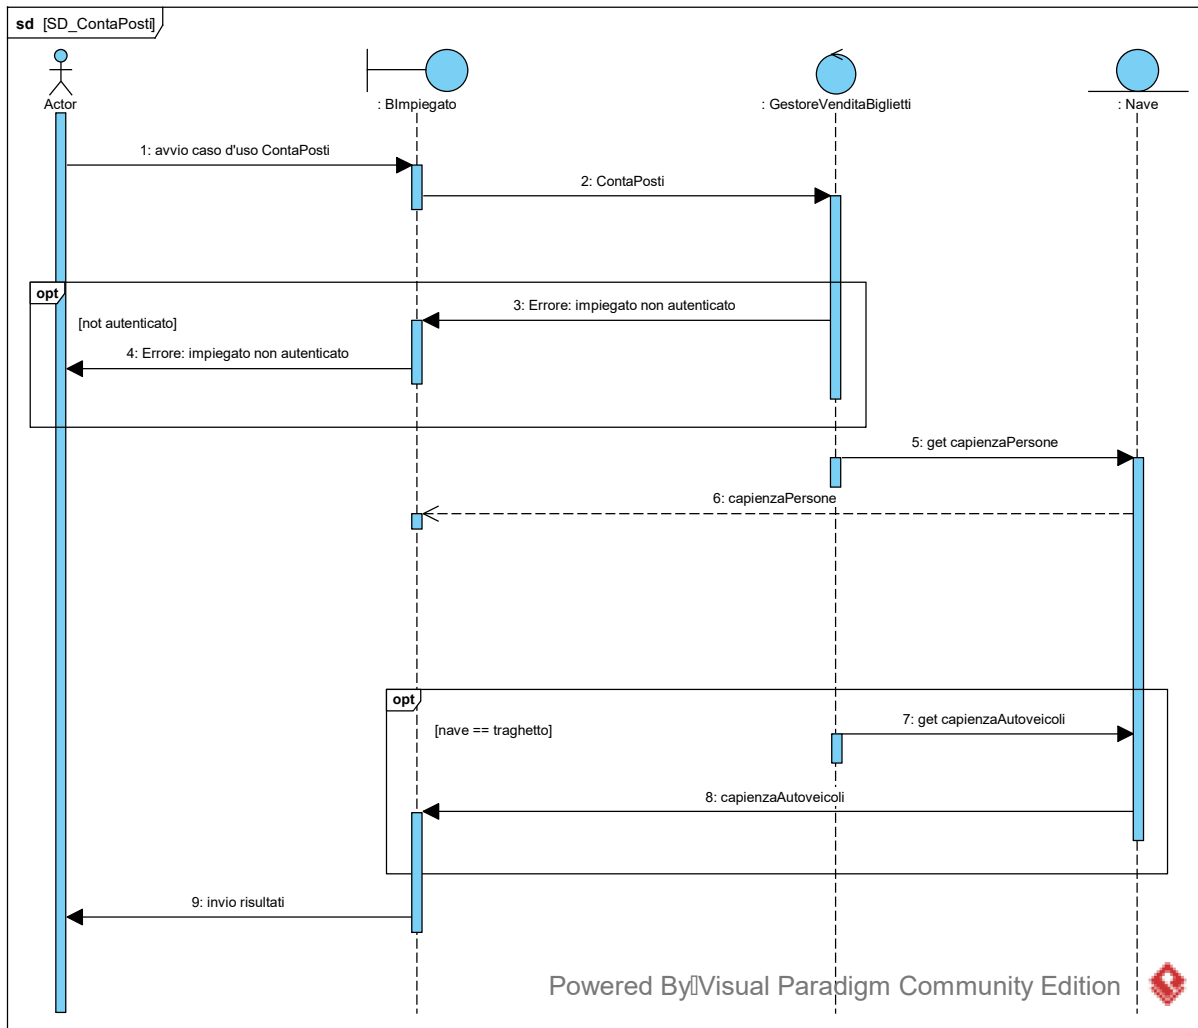 sd [SD_ContaPosti]
Actor
: BImpiegato
: GestoreVenditaBiglietti
: Nave
1: avvio caso d'uso ContaPosti
2: ContaPosti
opt
3: Errore: impiegato non autenticato
[not autenticato]
4: Errore: impiegato non autenticato
5: get capienzaPersone
6: capienzaPersone
opt
7: get capienzaAutoveicoli
[nave == traghetto]
8: capienzaAutoveicoli
9: invio risultati
Powered By Visual Paradigm Community Edition